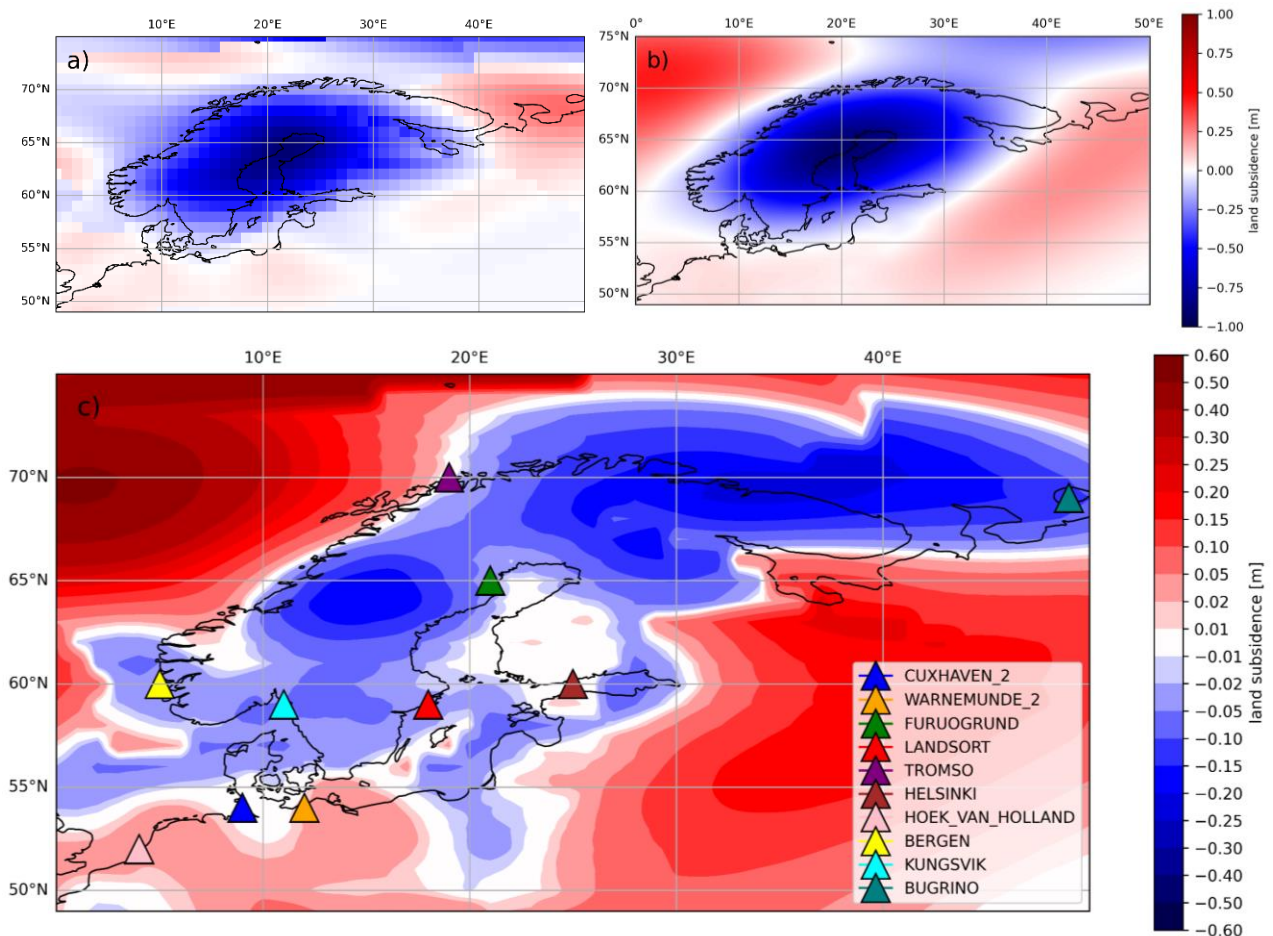 10°E 20°E 30°E 40°E
a)
70°N
65°N
60°N
55°N
50°N
0° 10°E 20°E 30°E 40°E 50°E
b)
75°N
70°N
65°N
60°N
55°N
50°N
1.00
0.75
0.50
0.25
0.00
−0.25
−0.50
−0.75
−1.00
land subsidence [m]
10°E 20°E 30°E 40°E
c)
70°N
65°N
60°N
55°N
50°N
CUXHAVEN_2
WARNEMUNDE_2
FURUOGRUND
LANDSORT
TROMSO
HELSINKI
HOEK_VAN_HOLLAND
BERGEN
KUNGSVIK
BUGRINO
0.60
0.50
0.40
0.30
0.25
0.20
0.15
0.10
0.05
0.02
0.01
−0.01
−0.02
−0.05
−0.10
−0.15
−0.20
−0.25
−0.30
−0.40
−0.50
−0.60
land subsidence [m]